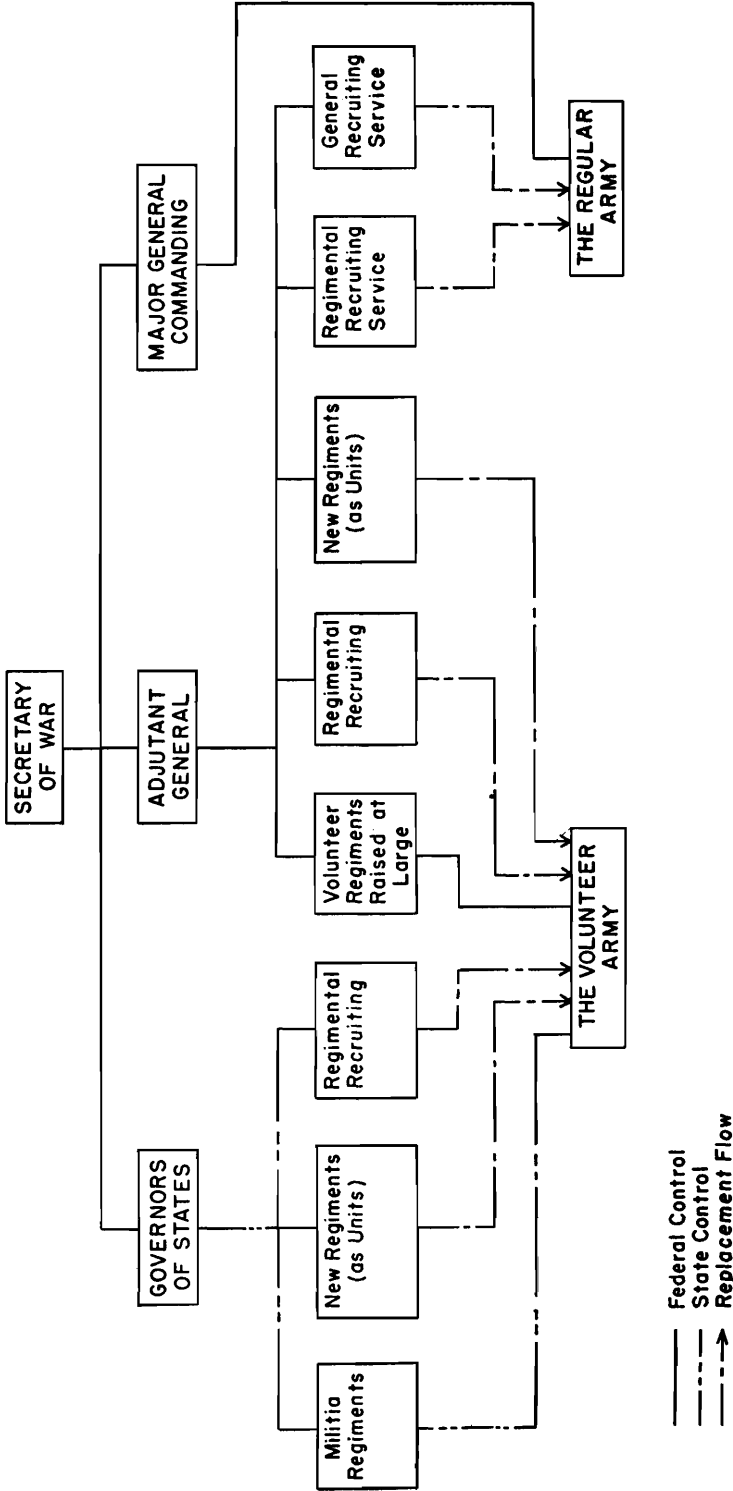 SECRETARY
OF WAR
GOVERNORS
OF STATES
ADJUTANT
GENERAL
MAJOR GENERAL
COMMANDING
Militia
Regiments
New Regiments
(as Units)
Regimental
Recruiting
Volunteer
Regiments
Raised at
Large
Regimental
Recruiting
New Regiments
(as Units)
Regimental
Recruiting
Service
General
Recruiting
Service
THE VOLUNTEER
ARMY
THE REGULAR
ARMY
Federal Control
State Control
Replacement Flow